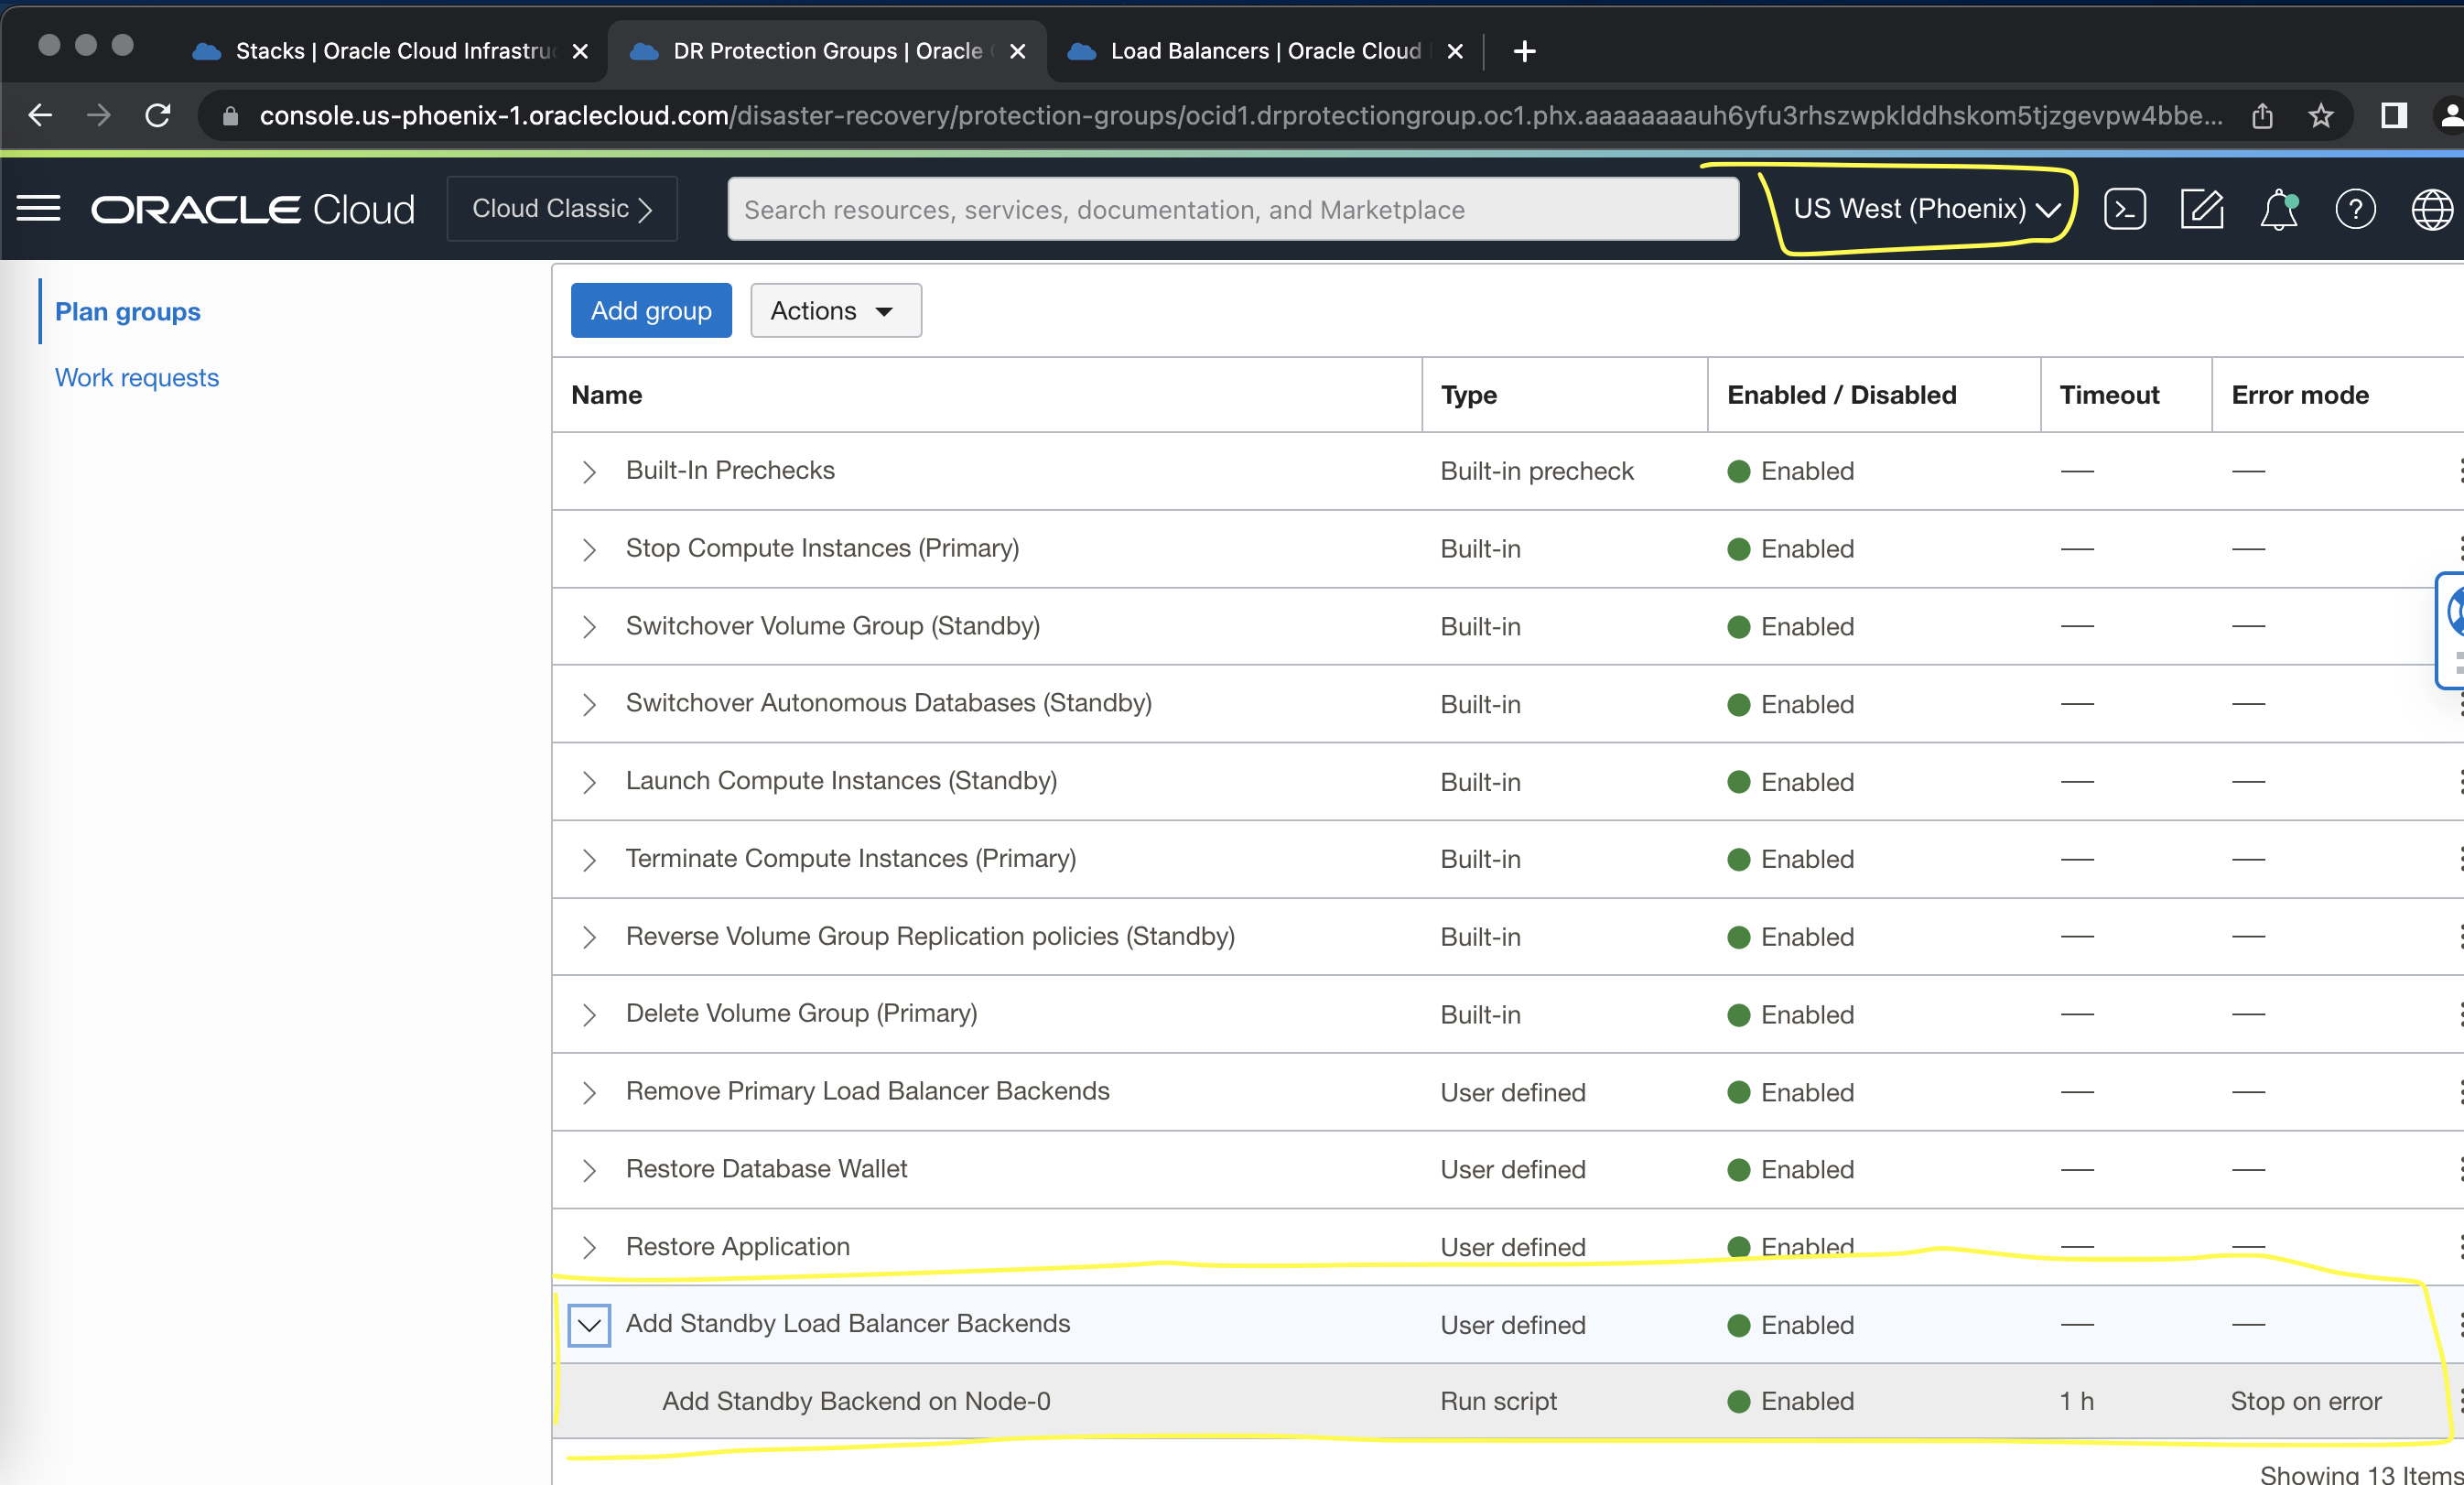 Stacks | Oracle Cloud Infrastru
DR Protection Groups | Oracle
Load Balancers | Oracle Cloud
console.us-phoenix-1.oraclecloud.com/disaster-recovery/protection-groups/ocid1.drprotectiongroup.oc1.phx.aaaaaaaauh6yfu3rhszwpklddhskom5tjzgevpw4bbe...
ORACLE Cloud
Cloud Classic
Search resources, services, documentation, and Marketplace
US West (Phoenix)
Plan groups
Work requests
Add group
Actions
Name Type Enabled / Disabled Timeout Error mode
Built-In Prechecks Built-in precheck Enabled — —
Stop Compute Instances (Primary) Built-in Enabled — —
Switchover Volume Group (Standby) Built-in Enabled — —
Switchover Autonomous Databases (Standby) Built-in Enabled — —
Launch Compute Instances (Standby) Built-in Enabled — —
Terminate Compute Instances (Primary) Built-in Enabled — —
Reverse Volume Group Replication policies (Standby) Built-in Enabled — —
Delete Volume Group (Primary) Built-in Enabled — —
Remove Primary Load Balancer Backends User defined Enabled — —
Restore Database Wallet User defined Enabled — —
Restore Application User defined Enabled — —
Add Standby Load Balancer Backends User defined Enabled — —
Add Standby Backend on Node-0 Run script Enabled 1 h Stop on error
Showing 13 Items